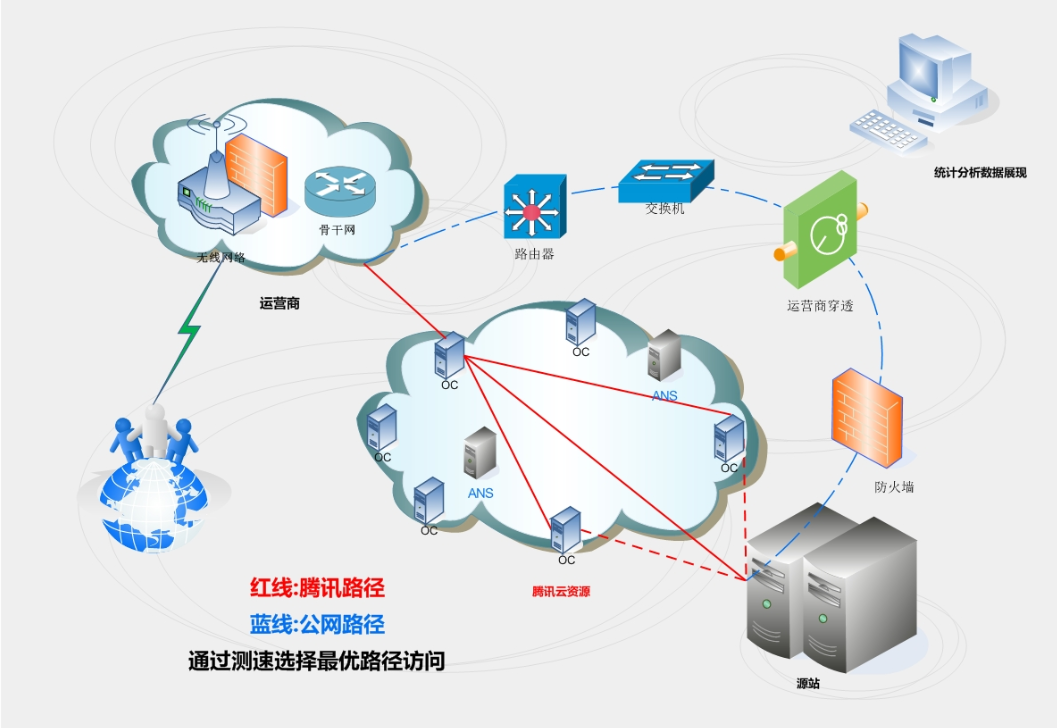 统计分析数据展现
交换机
骨干网
路由器
无线网络
运营商
运营商穿透
OC
OC
ANS
OC
OC
防火墙
ANS
OC
OC
红线:腾讯路径
腾讯云资源
蓝线:公网路径
通过测速选择最优路径访问
源站